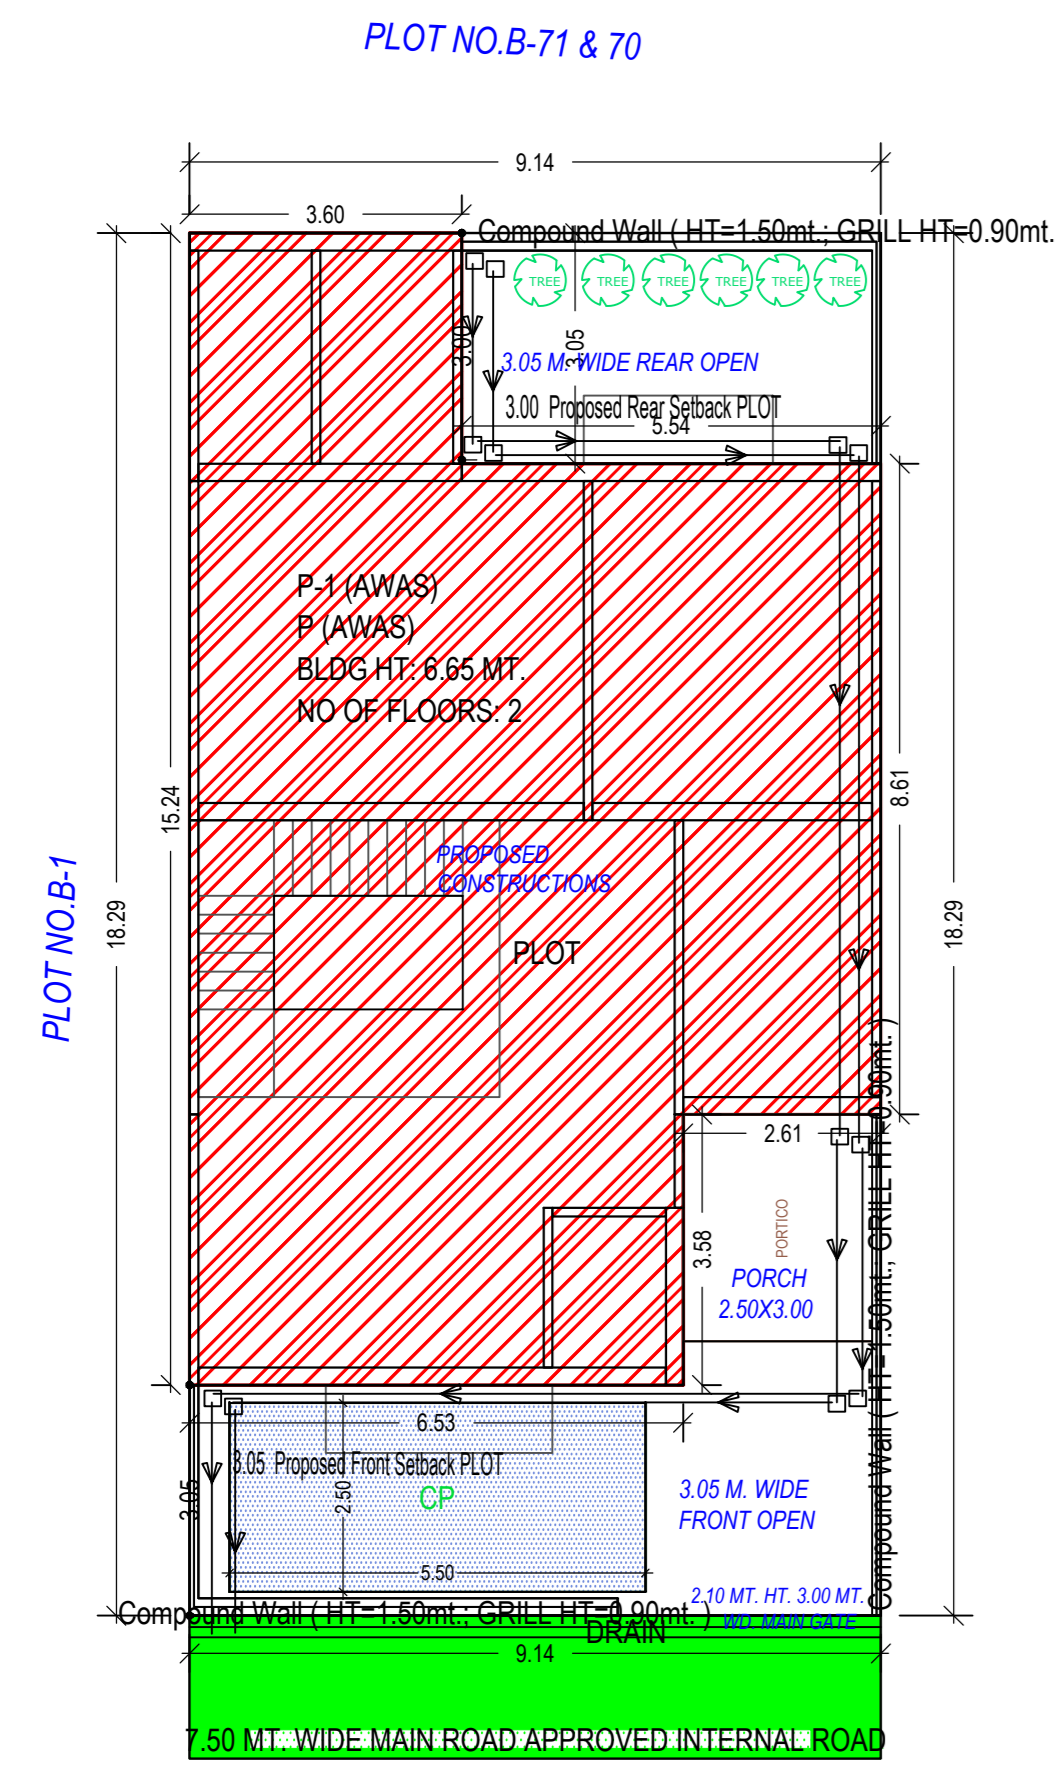 PLOT NO.B-71 & 70
9.14
3.60
Compound Wall ( HT=1.50mt.; GRILL HT=0.90mt.
TREE TREE TREE TREE TREE TREE
3.00
3.05
3.05 M. WIDE REAR OPEN
3.00 Proposed Rear Setback PLOT
5.54
P-1 (AWAS)
P (AWAS)
BLDG HT: 6.65 MT.
NO OF FLOORS: 2
15.24
8.61
PROPOSED
CONSTRUCTIONS
PLOT NO.B-1
18.29
18.29
PLOT
2.61
Compound Wall ( HT=1.50mt.; GRILL HT=0.90mt. )
PORTICO
3.58
PORCH
2.50X3.00
6.53
3.05 Proposed Front Setback PLOT
3.05
2.50
CP
3.05 M. WIDE
FRONT OPEN
5.50
2.10 MT. HT. 3.00 MT.
WD. MAIN GATE
Compound Wall ( HT=1.50mt.; GRILL HT=0.90mt. )
DRAIN
9.14
7.50 MT. WIDE MAIN ROAD APPROVED INTERNAL ROAD